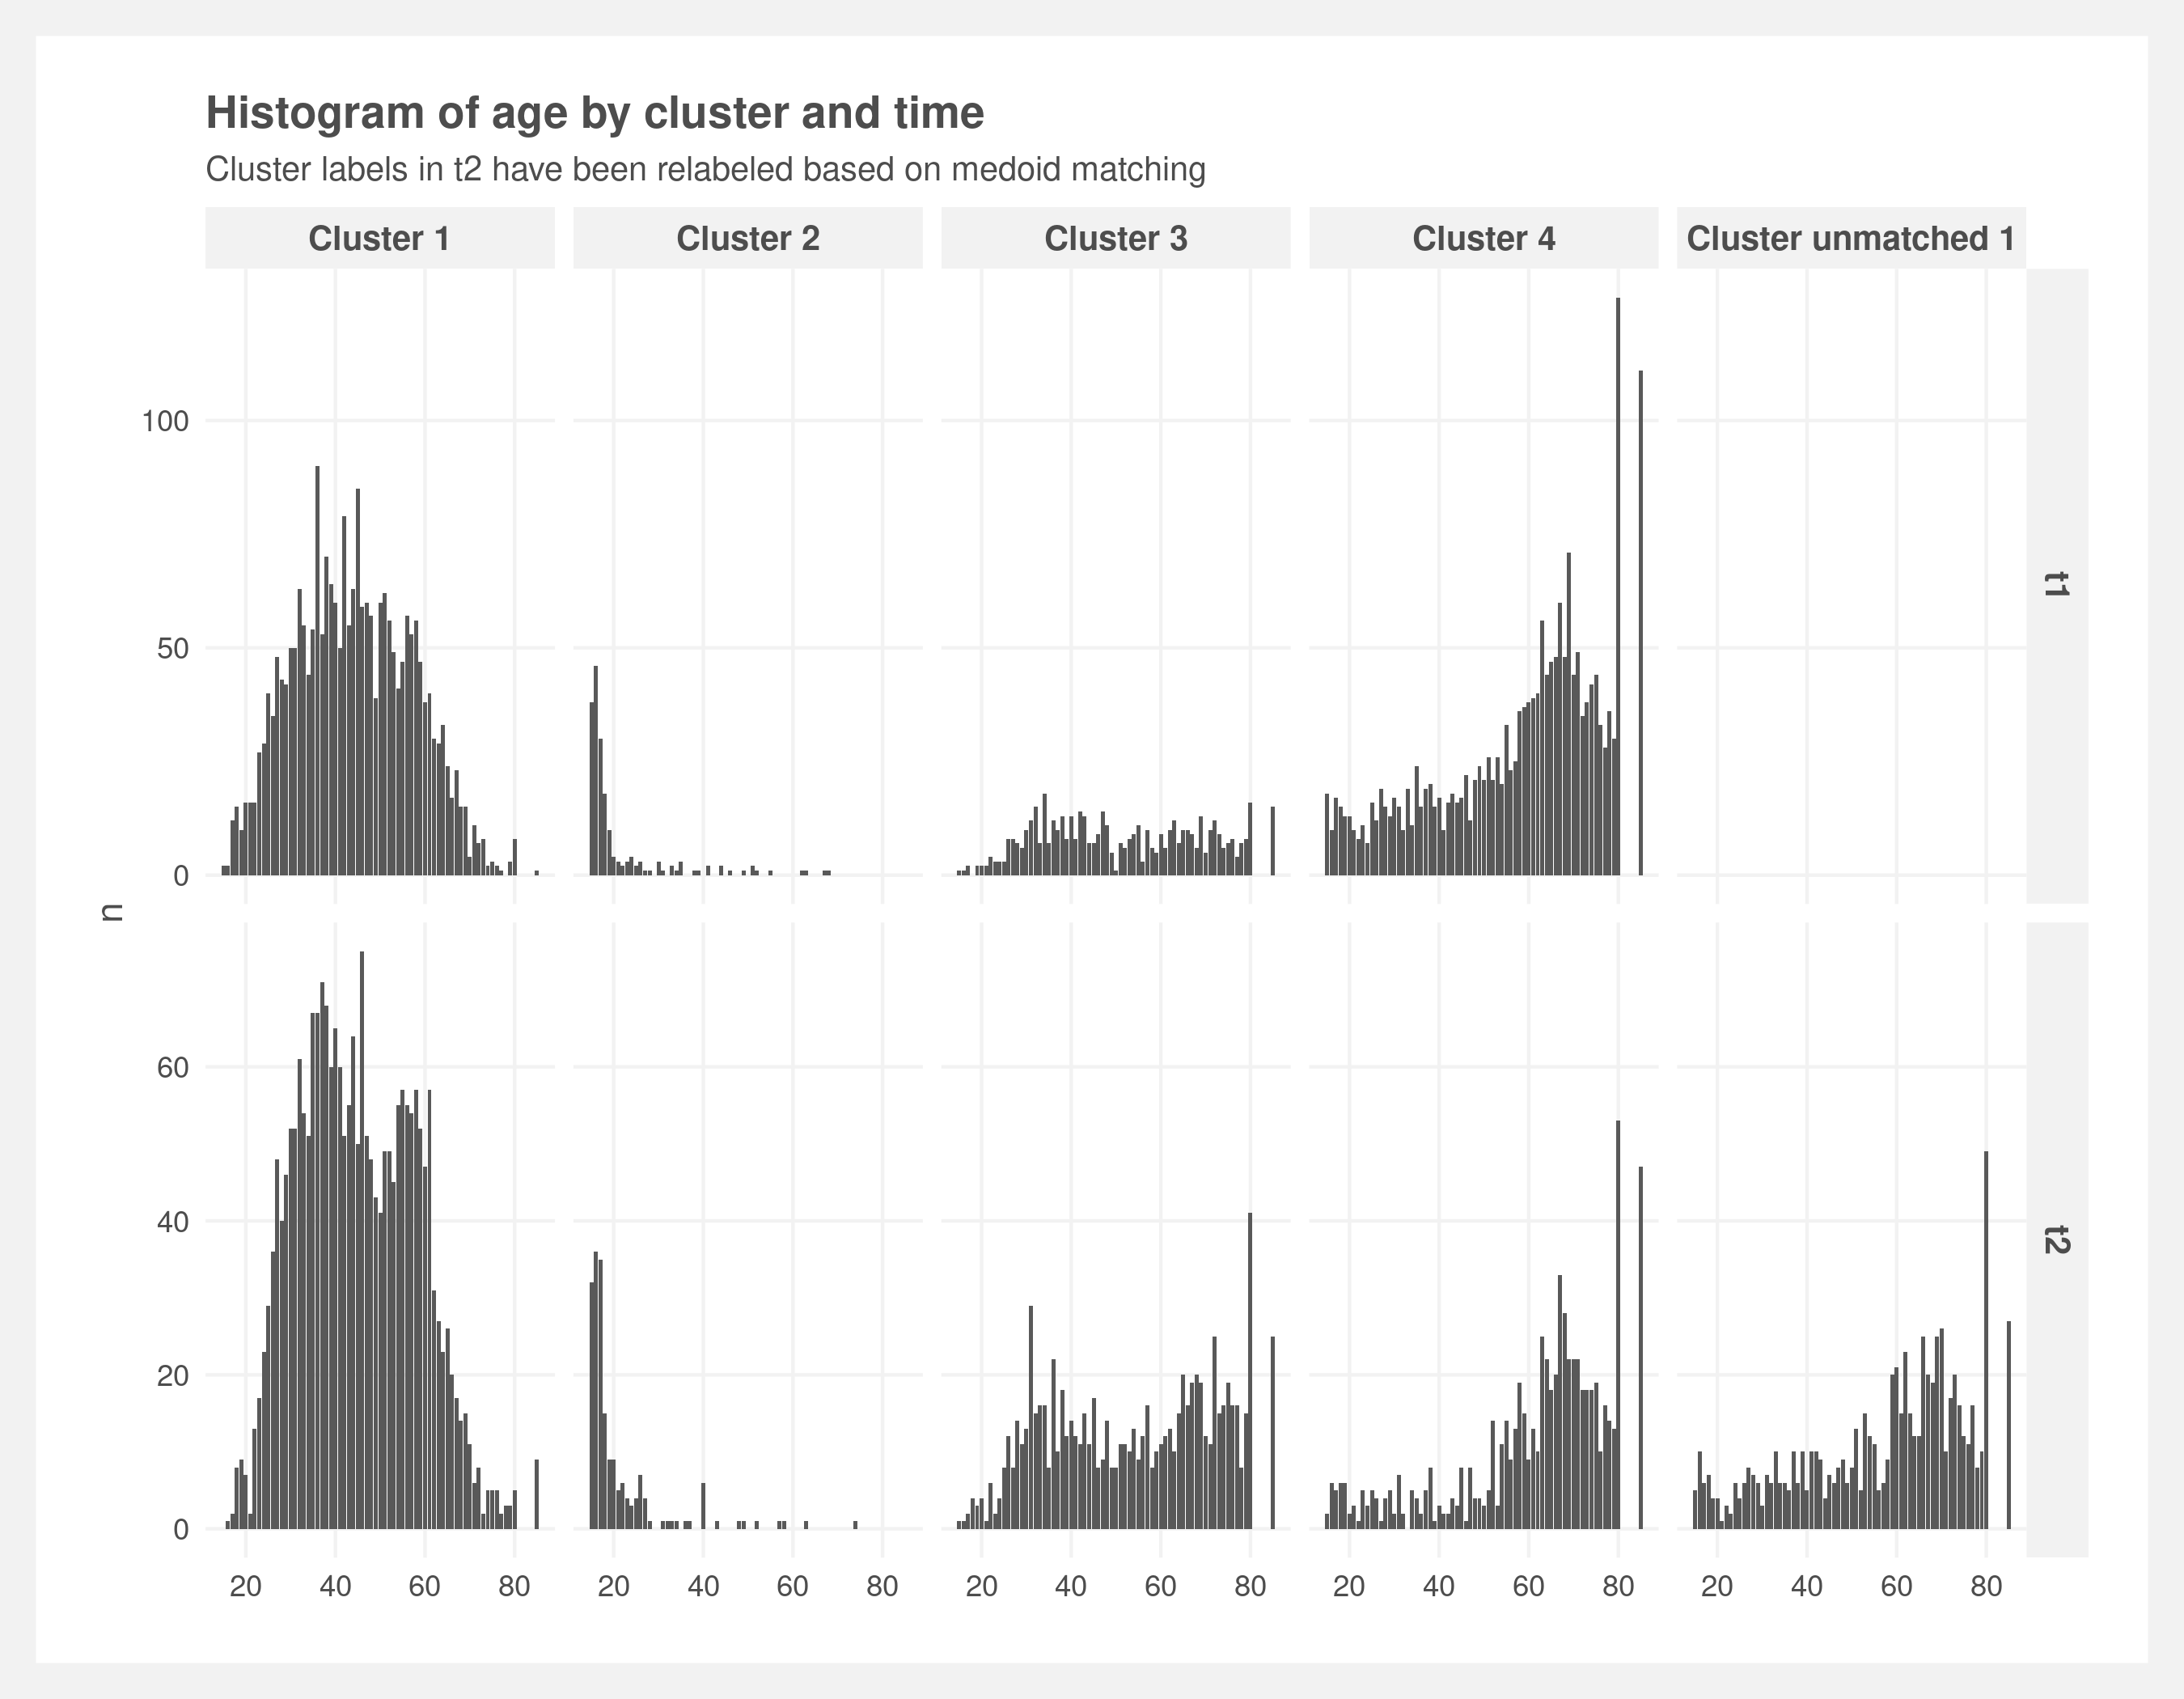 Histogram of age by cluster and time
Cluster labels in t2 have been relabeled based on medoid matching
Cluster 1 Cluster 2 Cluster 3 Cluster 4 Cluster unmatched 1
100
50
0
t1
n
60
40
20
0
t2
20 40 60 80 20 40 60 80 20 40 60 80 20 40 60 80 20 40 60 80